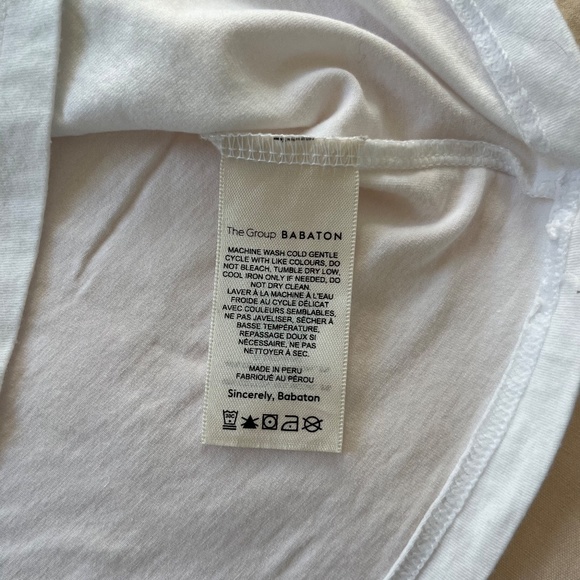 The Group BABATON
MACHINE WASH COLD GENTLE
CYCLE WITH LIKE COLOURS, DO
NOT BLEACH, TUMBLE DRY LOW,
COOL IRON ONLY IF NEEDED, DO
NOT DRY CLEAN.
LAVER À LA MACHINE À L'EAU
FROIDE AU CYCLE DÉLICAT
AVEC COULEURS SEMBLABLES,
NE PAS JAVELISER, SÉCHER À
BASSE TEMPÉRATURE,
REPASSAGE DOUX SI
NÉCESSAIRE, NE PAS
NETTOYER À SEC.
MADE IN PERU
FABRIQUÉ AU PÉROU
Sincerely, Babaton
30C